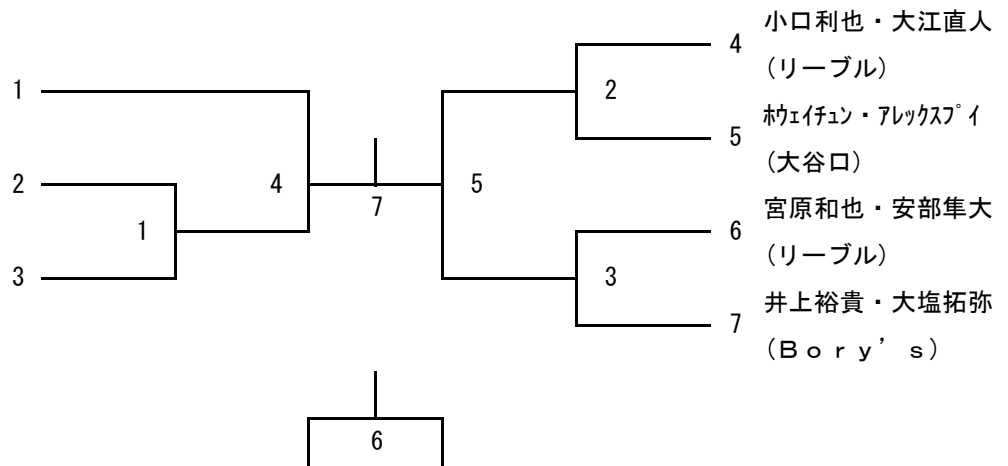 1
2
3
1
4
7
5
2
3
4 小口利也・大江直人
(リーブル)
5 ﾎｳｪｲﾁｭﾝ・ｱﾚｯｸｽﾌﾟｲ
(大谷口)
6 宮原和也・安部隼大
(リーブル)
7 井上裕貴・大塩拓弥
(Ｂｏｒｙ’ｓ)
6